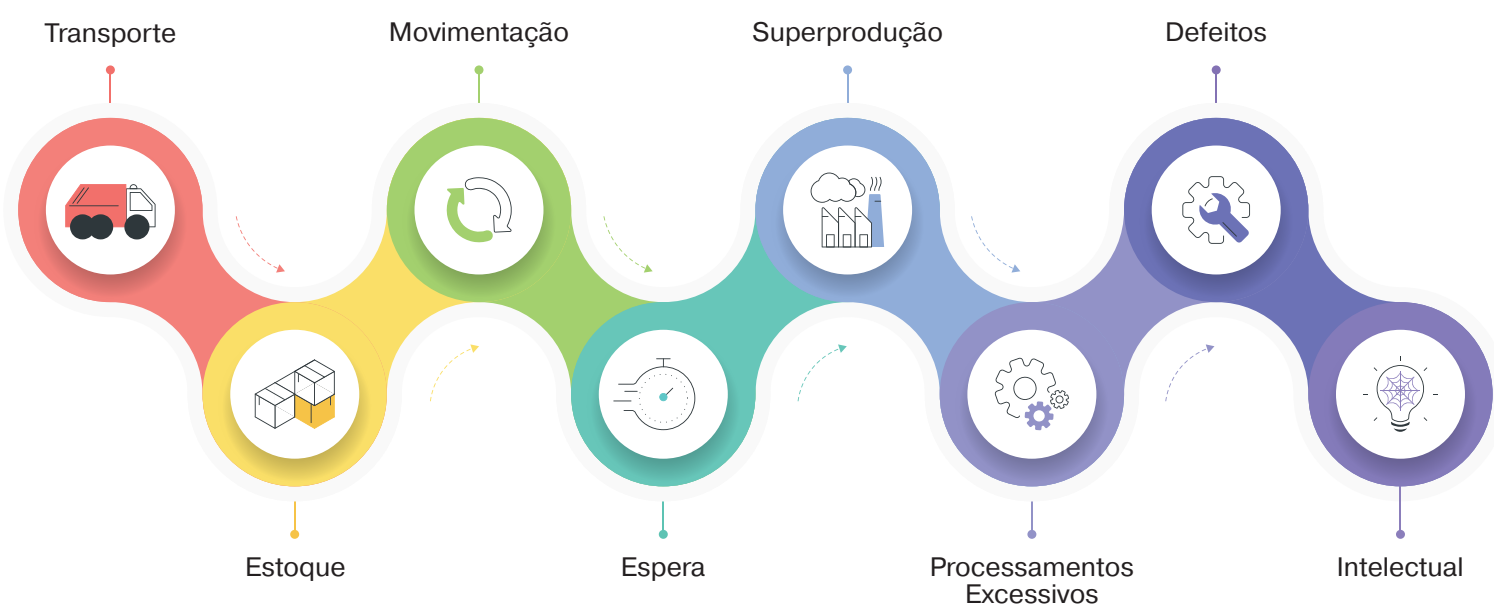 Transporte
Movimentação
Superprodução
Defeitos
Estoque
Espera
Processamentos
Excessivos
Intelectual